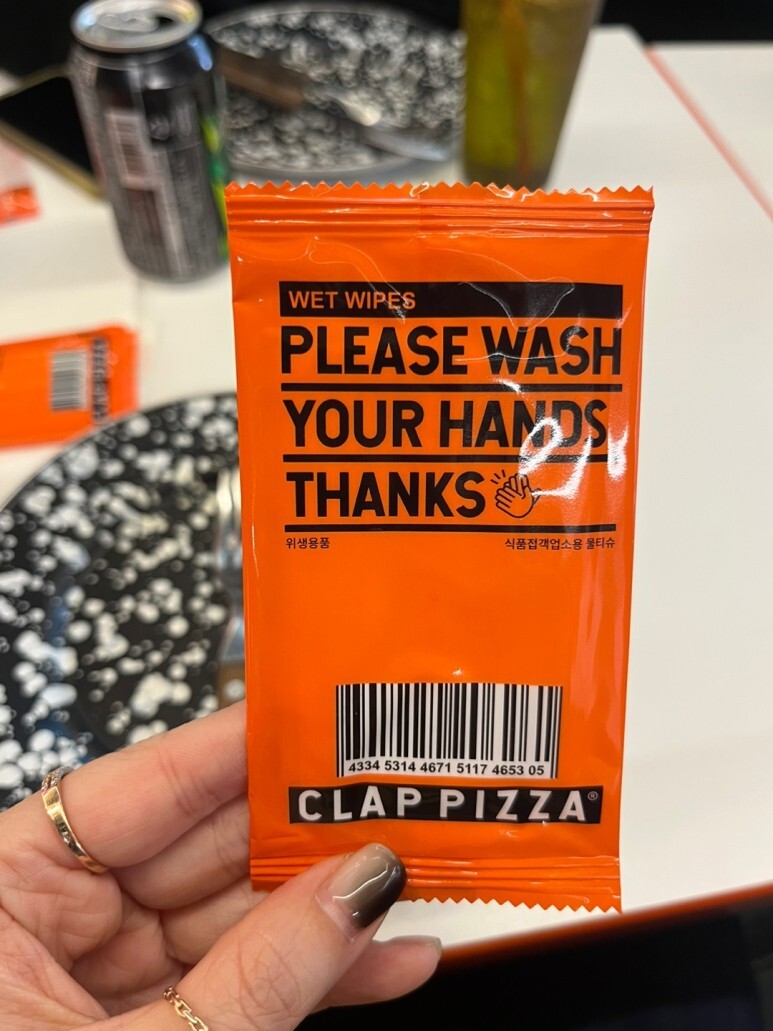 WET WIPES
PLEASE WASH
YOUR HANDS
THANKS
위생용품 식품접객업소용 물티슈
4334 5314 4671 5117 4653 05
CLAP PIZZA®